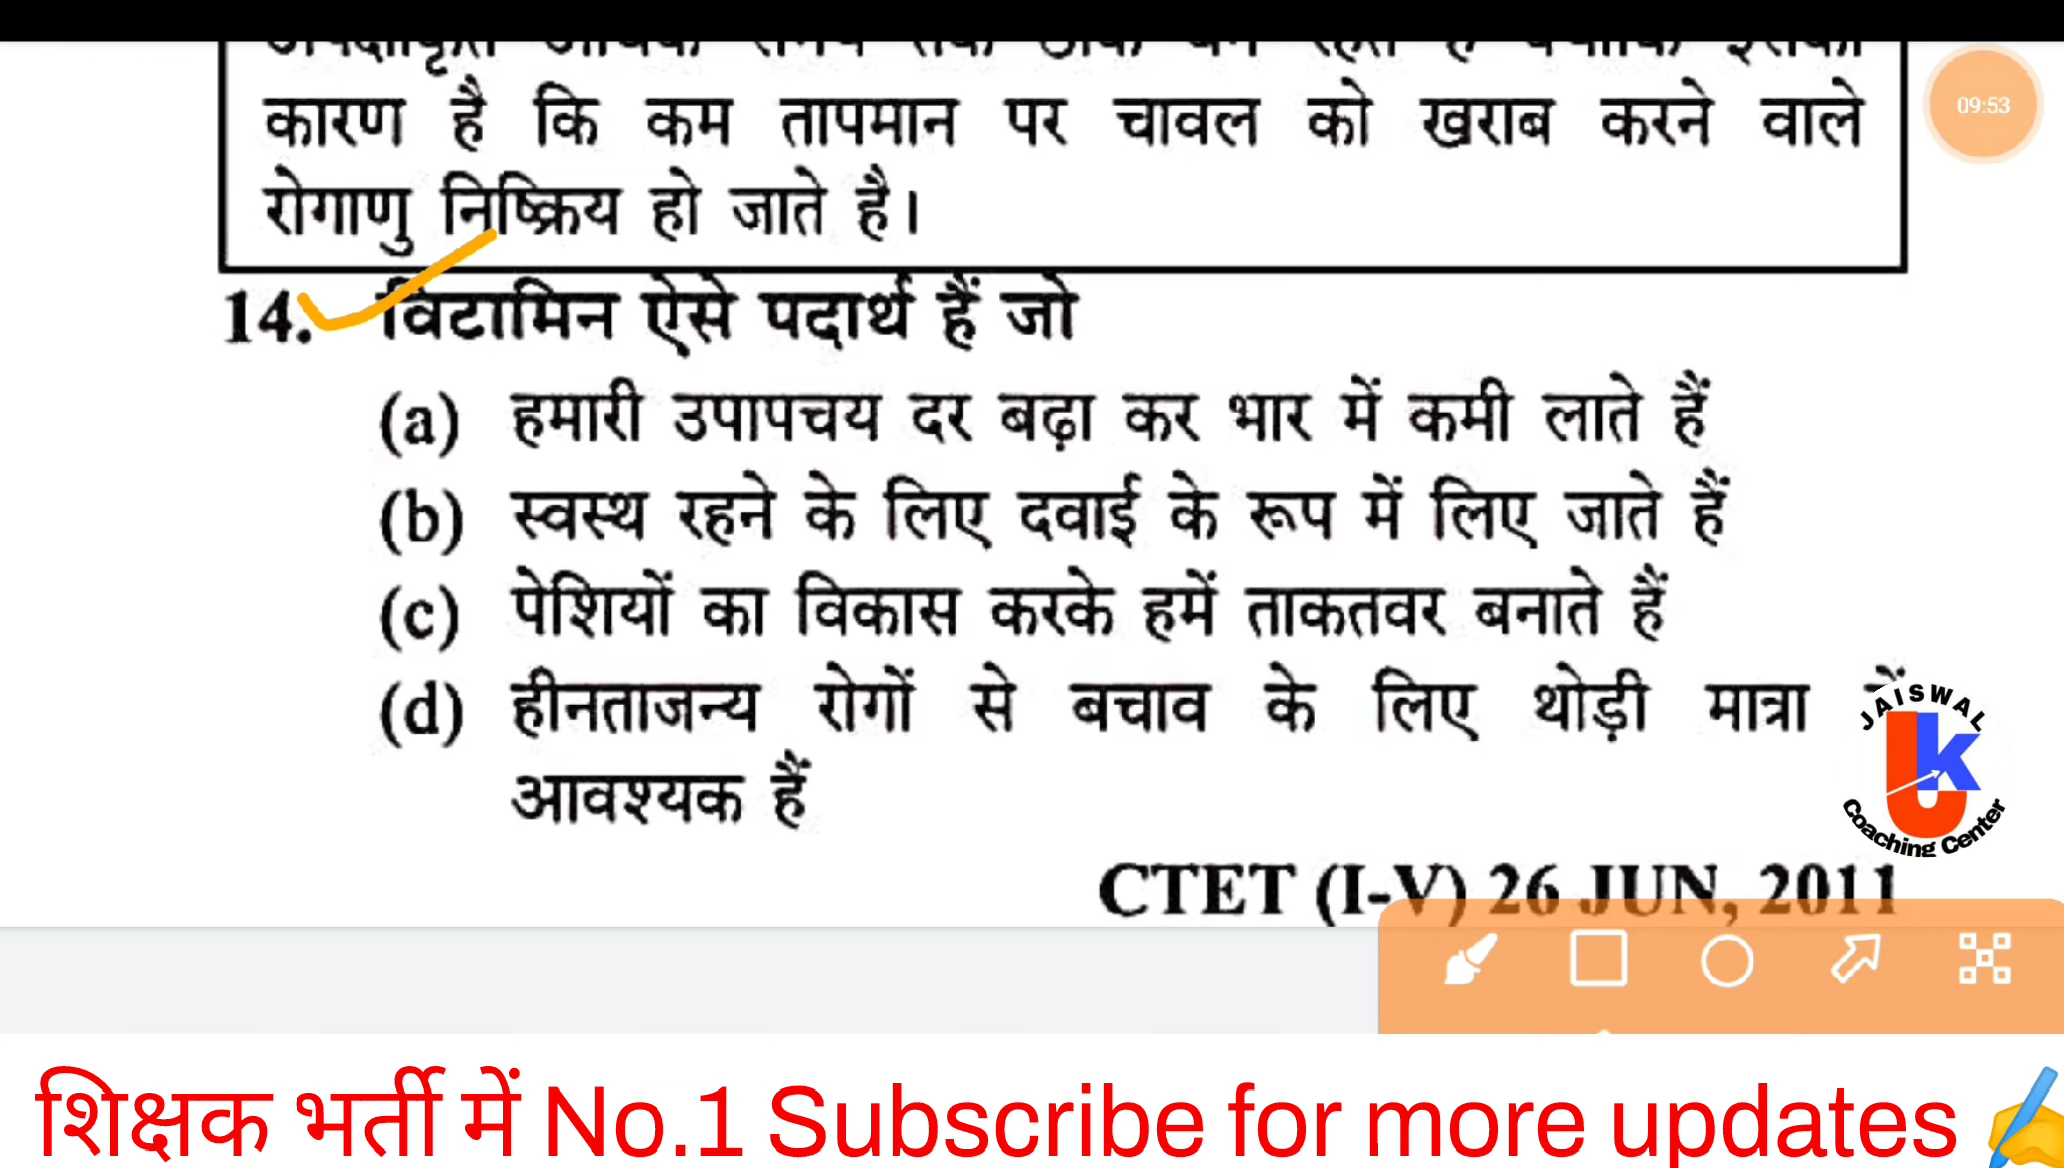 कारण है कि कम तापमान पर चावल को खराब करने वाले
09:53
रोगाणु निष्क्रिय हो जाते है।
14. विटामिन ऐसे पदार्थ हैं जो
(a) हमारी उपापचय दर बढ़ा कर भार में कमी लाते हैं
(b) स्वस्थ रहने के लिए दवाई के रूप में लिए जाते हैं
(c) पेशियों का विकास करके हमें ताकतवर बनाते हैं
(d) हीनताजन्य रोगों से बचाव के लिए थोड़ी मात्रा में
आवश्यक हैं
JAISWAL
JK
Coaching Center
CTET (I-V) 26 JUN, 2011
शिक्षक भर्ती में No.1 Subscribe for more updates ✍️